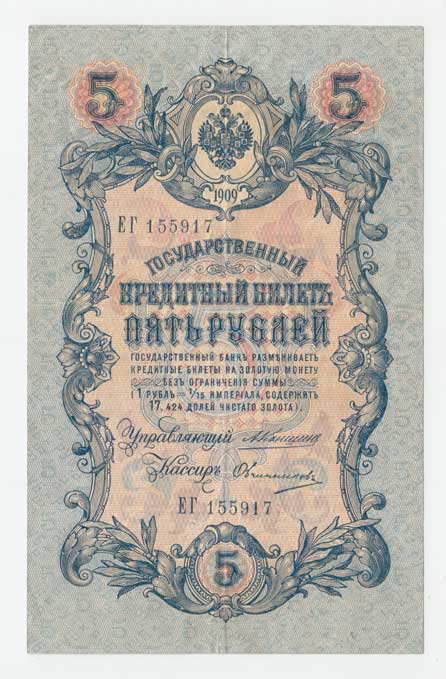 5 5
1909
ЕГ 155917
ГОСУДАРСТВЕННЫЙ
КРЕДИТНЫЙ БИЛЕТЪ
ПЯТЬ РУБЛЕЙ
ГОСУДАРСТВЕННЫЙ БАНКЪ РАЗМѢНИВАЕТЪ
КРЕДИТНЫЕ БИЛЕТЫ НА ЗОЛОТУЮ МОНЕТУ
БЕЗЪ ОГРАНИЧЕНІЯ СУММЫ
(1 РУБЛЬ = 1/15 ИМПЕРІАЛА, СОДЕРЖИТЪ
17,424 ДОЛЕЙ ЧИСТАГО ЗОЛОТА).
Управляющій
Кассиръ Овчинниковъ
ЕГ 155917
5